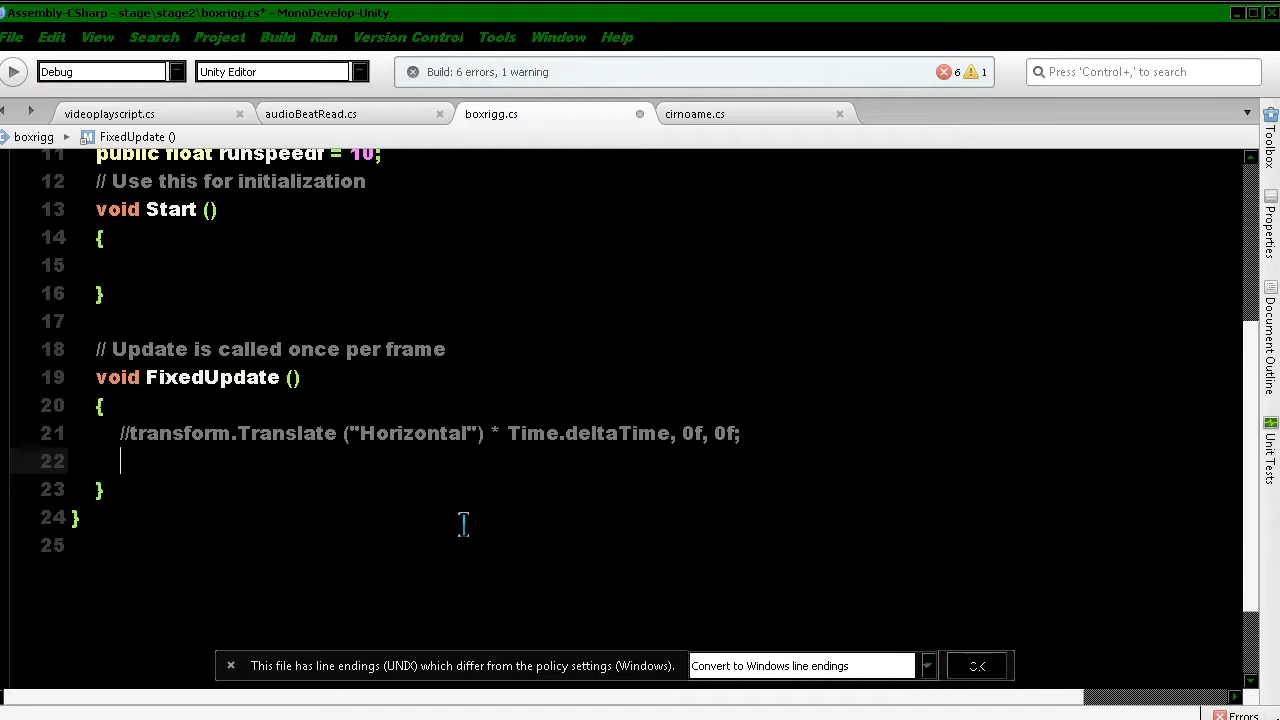 Assembly-CSharp - stage\stage2\boxrigg.cs* - MonoDevelop-Unity
File Edit View Search Project Build Run Version Control Tools Window Help
Debug Unity Editor Build: 6 errors, 1 warning 6 1 Press 'Control+,' to search
videoplayscript.cs audioBeatRead.cs boxrigg.cs cirnoame.cs
boxrigg FixedUpdate ()
11 public float runspeedf = 10;
12 // Use this for initialization
13 void Start ()
14 {
15
16 }
17
18 // Update is called once per frame
19 void FixedUpdate ()
20 {
21 //transform.Translate ("Horizontal") * Time.deltaTime, 0f, 0f;
22
23 }
24 }
25
Toolbox
Properties
Document Outline
Unit Tests
This file has line endings (UNIX) which differ from the policy settings (Windows). Convert to Windows line endings OK
Errors